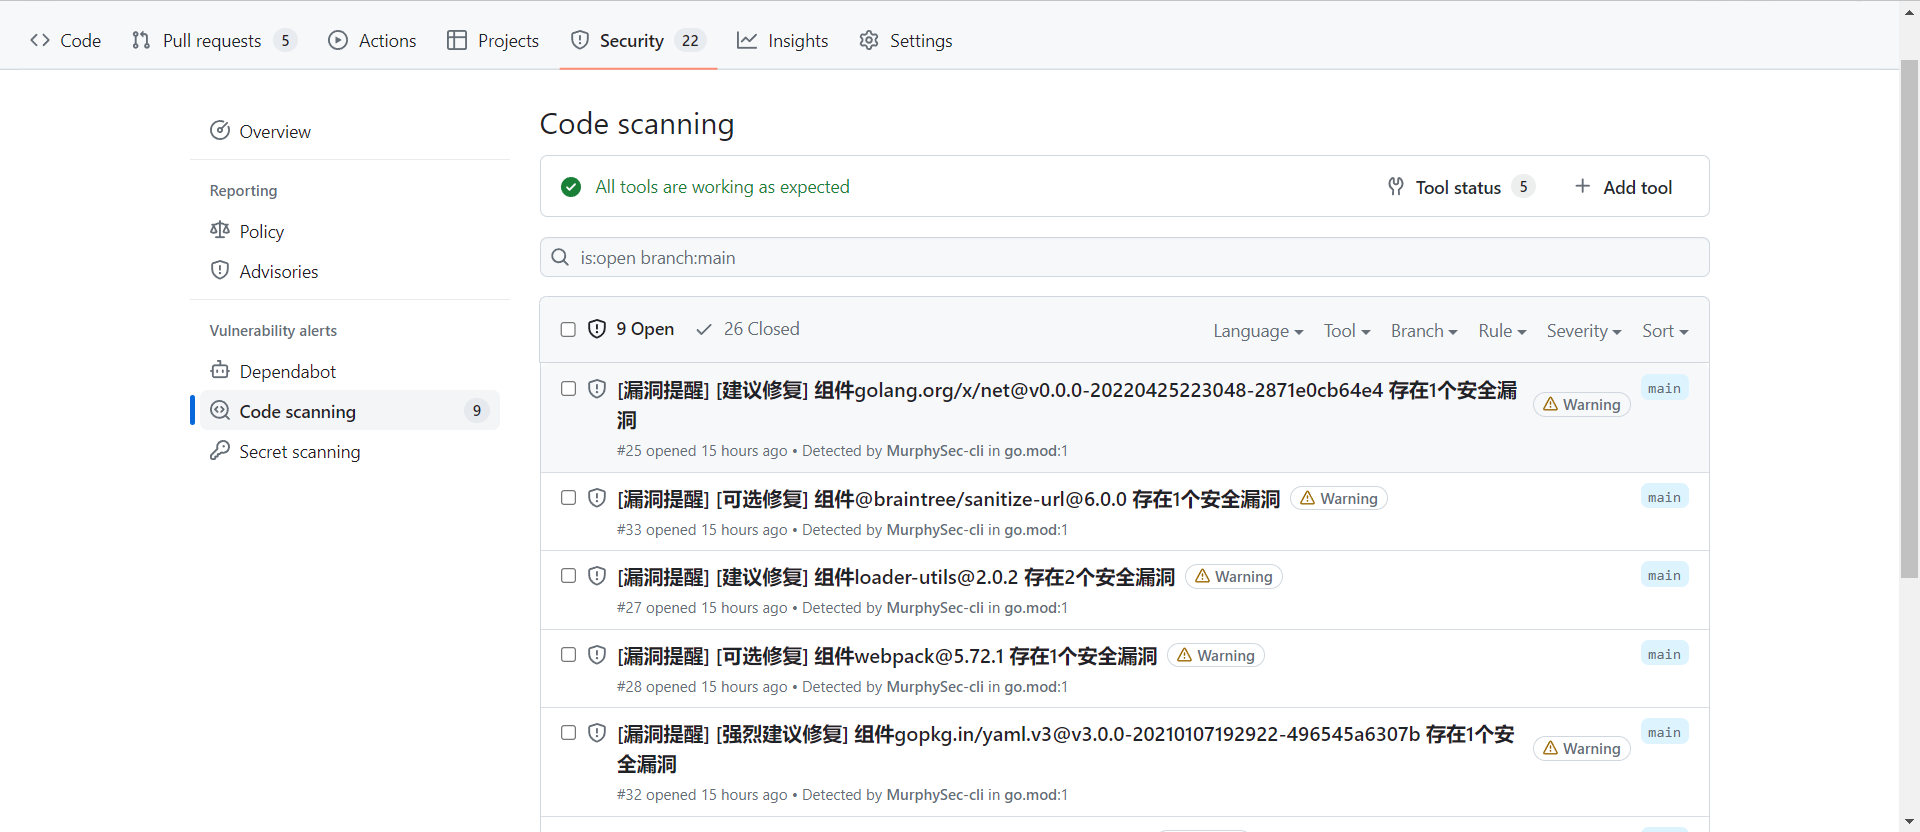 Code
Pull requests 5
Actions
Projects
Security 22
Insights
Settings
Overview
Reporting
Policy
Advisories
Vulnerability alerts
Dependabot
Code scanning 9
Secret scanning
Code scanning
All tools are working as expected
Tool status 5
Add tool
is:open branch:main
9 Open
26 Closed
Language
Tool
Branch
Rule
Severity
Sort
[漏洞提醒] [建议修复] 组件golang.org/x/net@v0.0.0-20220425223048-2871e0cb64e4 存在1个安全漏
洞
Warning
main
#25 opened 15 hours ago • Detected by MurphySec-cli in go.mod:1
[漏洞提醒] [可选修复] 组件@braintree/sanitize-url@6.0.0 存在1个安全漏洞
Warning
main
#33 opened 15 hours ago • Detected by MurphySec-cli in go.mod:1
[漏洞提醒] [建议修复] 组件loader-utils@2.0.2 存在2个安全漏洞
Warning
main
#27 opened 15 hours ago • Detected by MurphySec-cli in go.mod:1
[漏洞提醒] [可选修复] 组件webpack@5.72.1 存在1个安全漏洞
Warning
main
#28 opened 15 hours ago • Detected by MurphySec-cli in go.mod:1
[漏洞提醒] [强烈建议修复] 组件gopkg.in/yaml.v3@v3.0.0-20210107192922-496545a6307b 存在1个安
全漏洞
Warning
main
#32 opened 15 hours ago • Detected by MurphySec-cli in go.mod:1